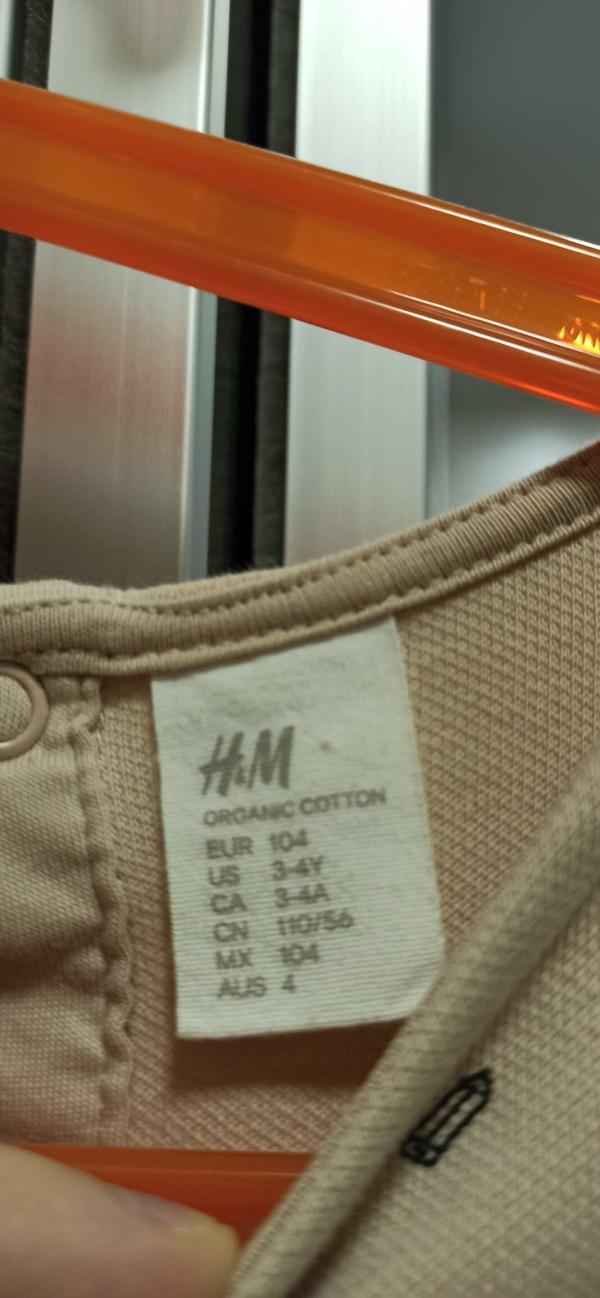 H&M
ORGANIC COTTON
EUR 104
US 3-4Y
CA 3-4A
CN 110/56
MX 104
AUS 4